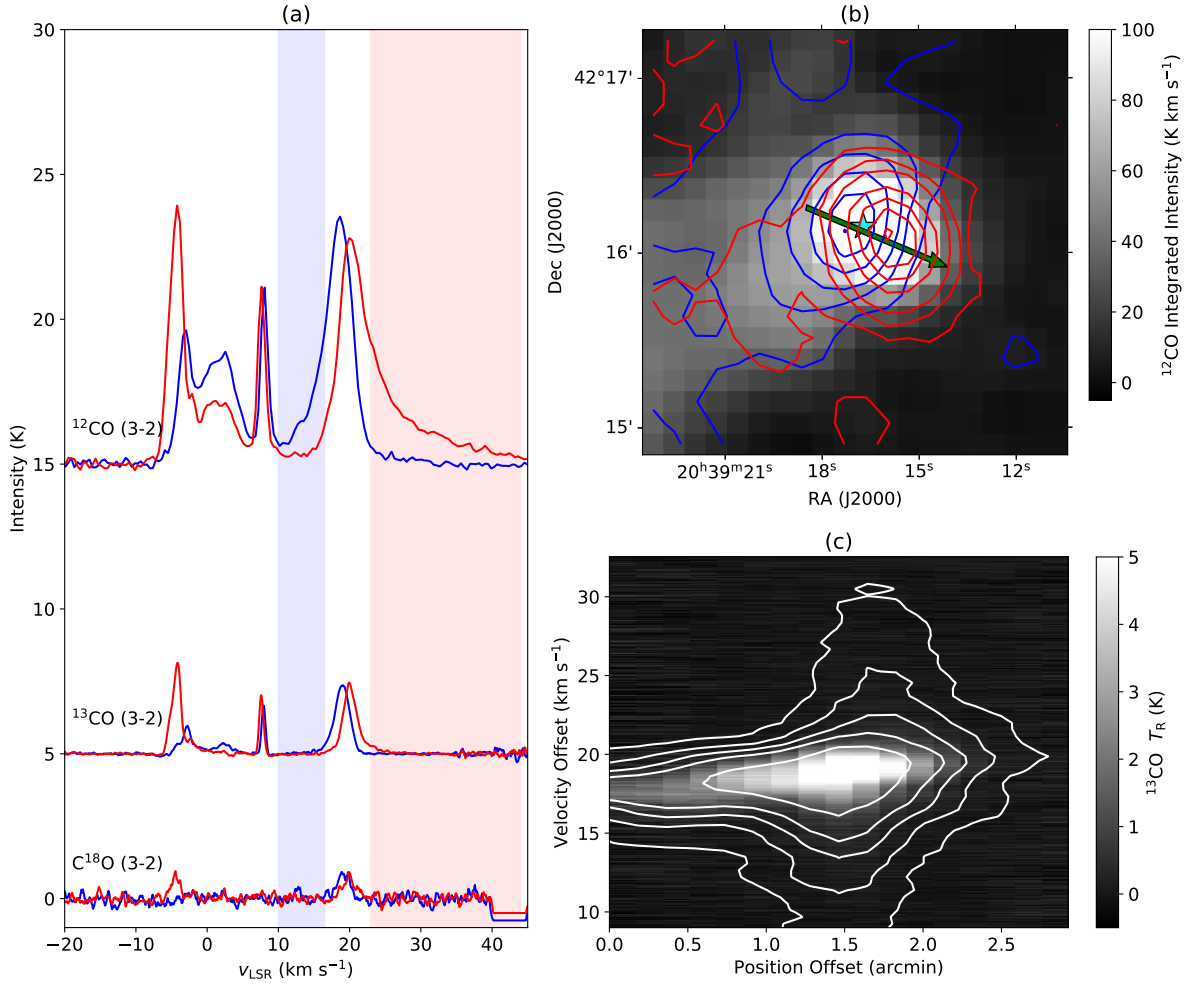 (a)
30
25
20
15
10
5
0
Intensity (K)
¹²CO (3-2)
¹³CO (3-2)
C¹⁸O (3-2)
−20 −10 0 10 20 30 40
v_LSR (km s⁻¹)
(b)
42°17'
16'
15'
Dec (J2000)
20ʰ39ᵐ21ˢ 18ˢ 15ˢ 12ˢ
RA (J2000)
100
80
60
40
20
0
¹²CO Integrated Intensity (K km s⁻¹)
(c)
30
25
20
15
10
Velocity Offset (km s⁻¹)
0.0 0.5 1.0 1.5 2.0 2.5
Position Offset (arcmin)
5
4
3
2
1
0
¹³CO T_R (K)